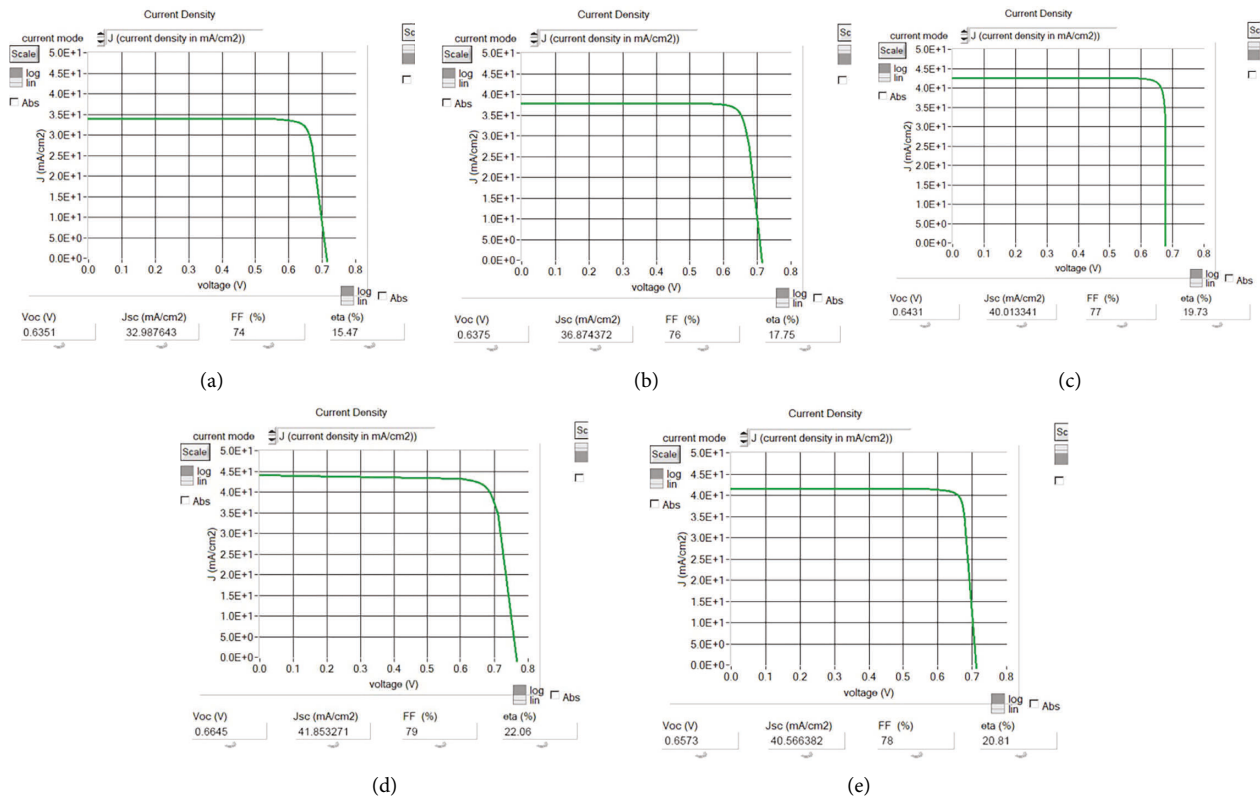 Current Density
current mode
J (current density in mA/cm2))
Sc
Scale
log
lin
Abs
5.0E+1
4.5E+1
4.0E+1
3.5E+1
3.0E+1
2.5E+1
2.0E+1
1.5E+1
1.0E+1
5.0E+0
0.0E+0
J (mA/cm2)
0.0 0.1 0.2 0.3 0.4 0.5 0.6 0.7 0.8
voltage (V)
log
lin
Abs
Voc (V) Jsc (mA/cm2) FF (%) eta (%)
0.6351 32.987643 74 15.47
(a)
Current Density
current mode
J (current density in mA/cm2))
Sc
Scale
log
lin
Abs
5.0E+1
4.5E+1
4.0E+1
3.5E+1
3.0E+1
2.5E+1
2.0E+1
1.5E+1
1.0E+1
5.0E+0
0.0E+0
J (mA/cm2)
0.0 0.1 0.2 0.3 0.4 0.5 0.6 0.7 0.8
voltage (V)
log
lin
Abs
Voc (V) Jsc (mA/cm2) FF (%) eta (%)
0.6375 36.874372 76 17.75
(b)
Current Density
current mode
J (current density in mA/cm2))
Sc
Scale
log
lin
Abs
5.0E+1
4.5E+1
4.0E+1
3.5E+1
3.0E+1
2.5E+1
2.0E+1
1.5E+1
1.0E+1
5.0E+0
0.0E+0
J (mA/cm2)
0.0 0.1 0.2 0.3 0.4 0.5 0.6 0.7 0.8
voltage (V)
log
lin
Abs
Voc (V) Jsc (mA/cm2) FF (%) eta (%)
0.6431 40.013341 77 19.73
(c)
Current Density
current mode
J (current density in mA/cm2))
Sc
Scale
log
lin
Abs
5.0E+1
4.5E+1
4.0E+1
3.5E+1
3.0E+1
2.5E+1
2.0E+1
1.5E+1
1.0E+1
5.0E+0
0.0E+0
J (mA/cm2)
0.0 0.1 0.2 0.3 0.4 0.5 0.6 0.7 0.8
voltage (V)
log
lin
Abs
Voc (V) Jsc (mA/cm2) FF (%) eta (%)
0.6645 41.853271 79 22.06
(d)
Current Density
current mode
J (current density in mA/cm2))
Sc
Scale
log
lin
Abs
5.0E+1
4.5E+1
4.0E+1
3.5E+1
3.0E+1
2.5E+1
2.0E+1
1.5E+1
1.0E+1
5.0E+0
0.0E+0
J (mA/cm2)
0.0 0.1 0.2 0.3 0.4 0.5 0.6 0.7 0.8
voltage (V)
log
lin
Abs
Voc (V) Jsc (mA/cm2) FF (%) eta (%)
0.6573 40.566382 78 20.81
(e)